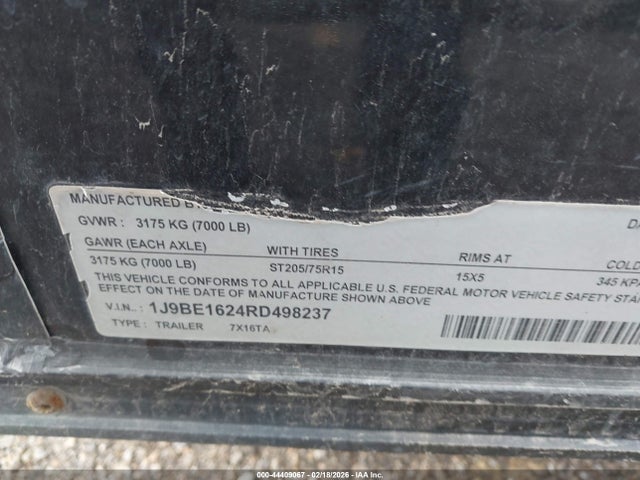 MANUFACTURED B
GVWR : 3175 KG (7000 LB)
DA
GAWR (EACH AXLE) WITH TIRES RIMS AT COLD
3175 KG (7000 LB) ST205/75R15 15X5 345 KPA
THIS VEHICLE CONFORMS TO ALL APPLICABLE U.S. FEDERAL MOTOR VEHICLE SAFETY STA
EFFECT ON THE DATE OF MANUFACTURE SHOWN ABOVE
V.I.N.: 1J9BE1624RD498237
TYPE : TRAILER 7X16TA
000-44409067 - 02/18/2026 - IAA Inc.